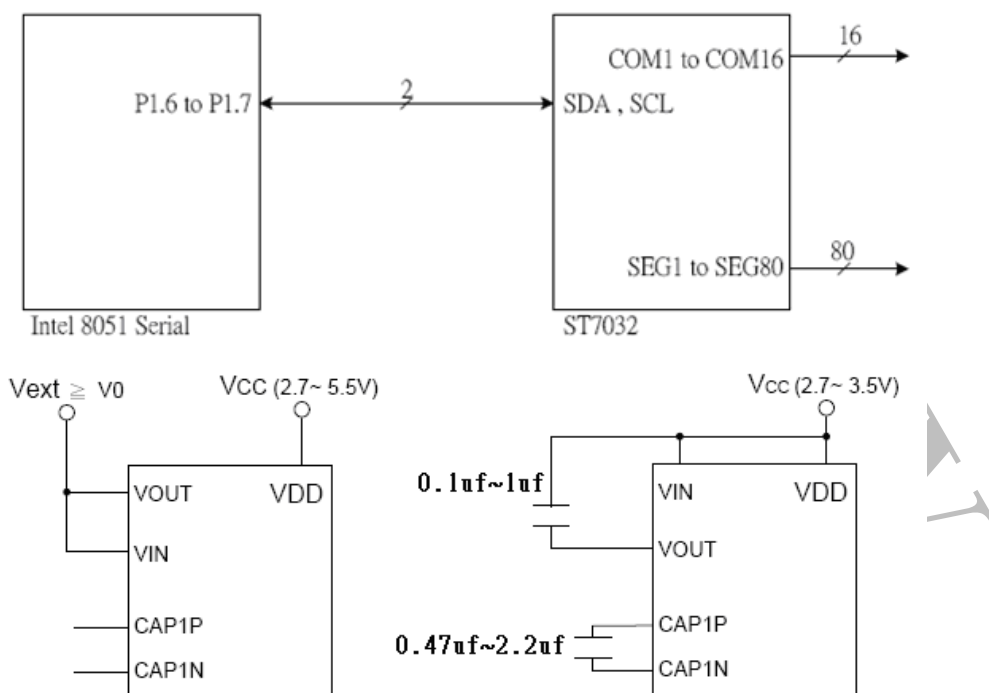 16
COM1 to COM16
2
P1.6 to P1.7
SDA , SCL
80
SEG1 to SEG80
Intel 8051 Serial
ST7032
Vext ≧ V0
VCC (2.7~ 5.5V)
VOUT
VDD
VIN
CAP1P
CAP1N
Vcc (2.7~ 3.5V)
0.1uf~1uf
VIN
VDD
VOUT
0.47uf~2.2uf
CAP1P
CAP1N